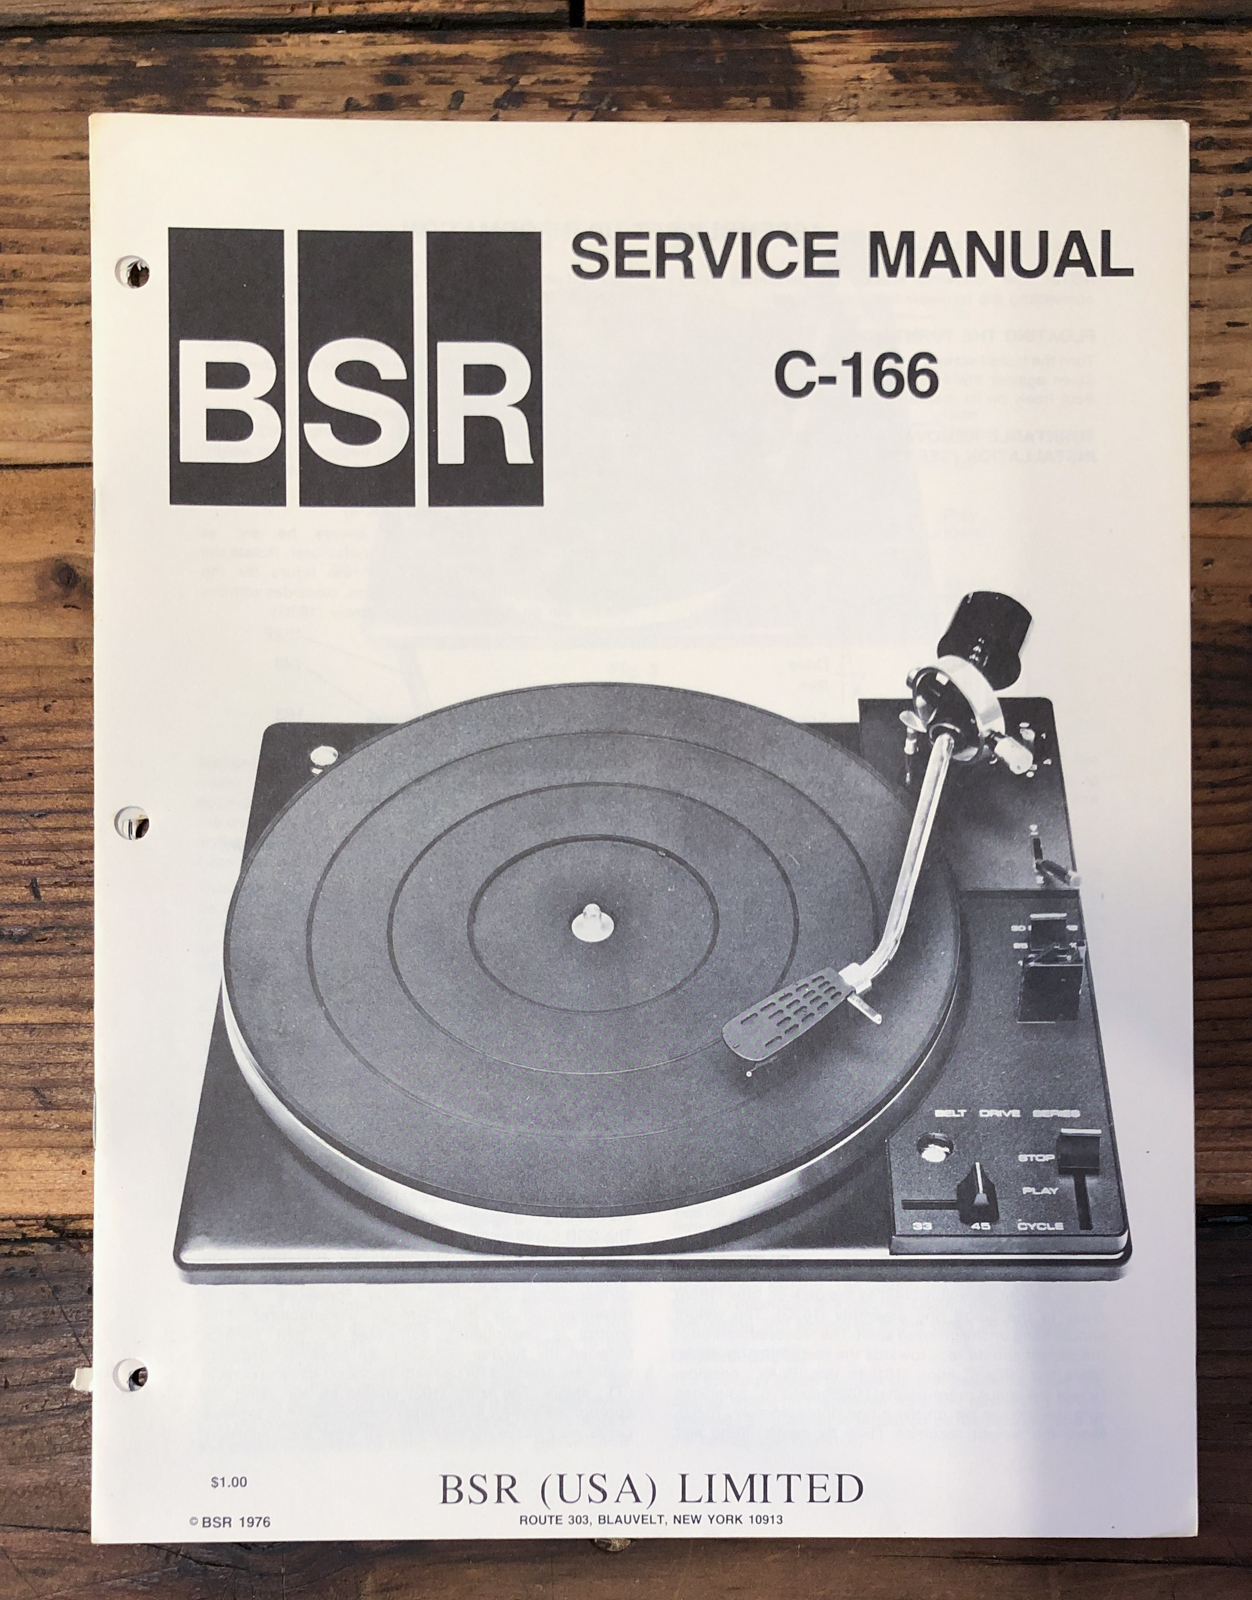 BSR
SERVICE MANUAL
C-166
BELT DRIVE SERIES
STOP
PLAY
33 45 CYCLE
$1.00
BSR (USA) LIMITED
© BSR 1976
ROUTE 303, BLAUVELT, NEW YORK 10913